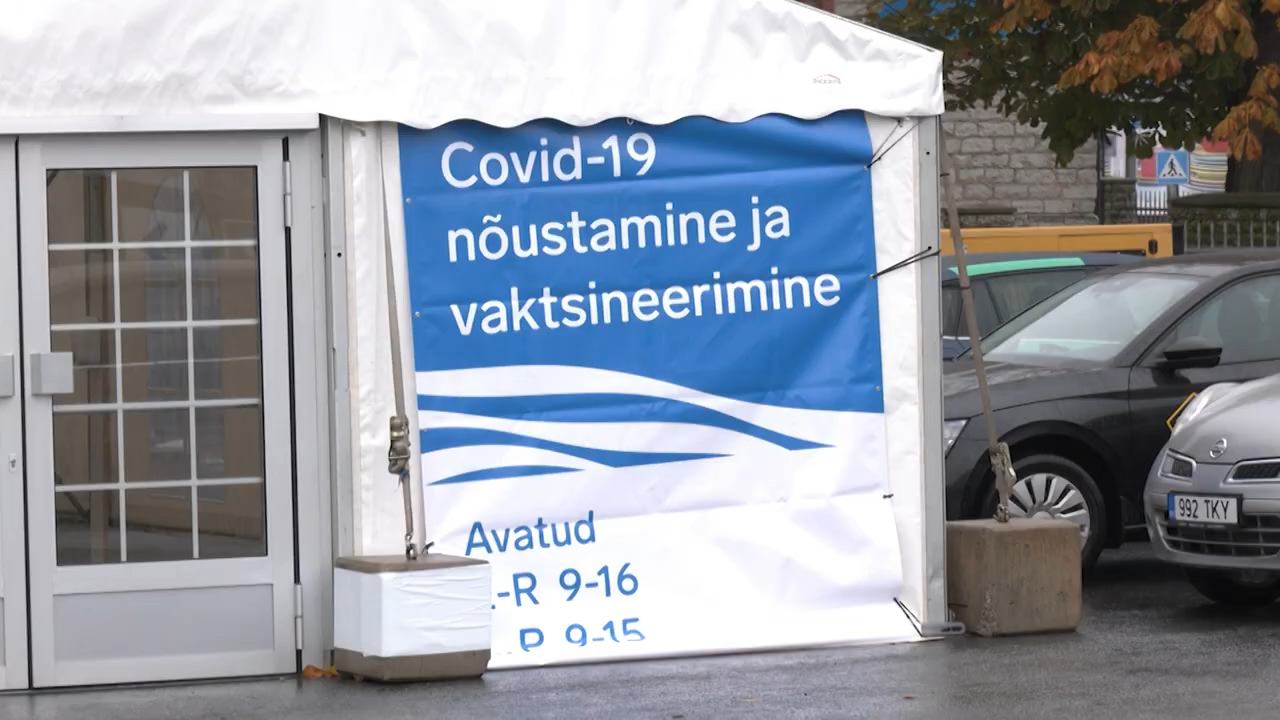 Covid-19
nõustamine ja
vaktsineerimine
Avatud
-R 9-16
P 9-15
992 TKY